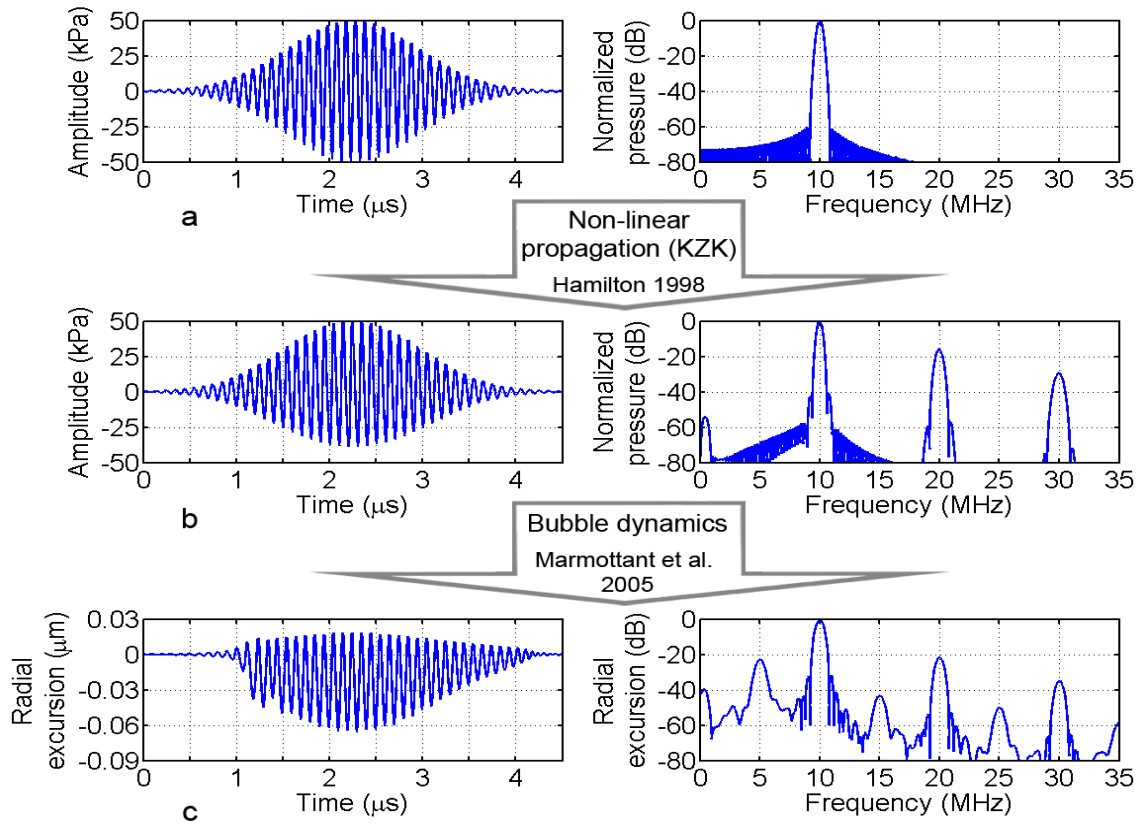 50
25
0
-25
-50
Amplitude (kPa)
0 1 2 3 4
Time (μs)
0
-20
-40
-60
-80
Normalized
pressure (dB)
0 5 10 15 20 25 30 35
Frequency (MHz)
a
Non-linear
propagation (KZK)
Hamilton 1998
50
25
0
-25
-50
Amplitude (kPa)
0 1 2 3 4
Time (μs)
0
-20
-40
-60
-80
Normalized
pressure (dB)
0 5 10 15 20 25 30 35
Frequency (MHz)
b
Bubble dynamics
Marmottant et al.
2005
0.03
0
-0.03
-0.06
-0.09
Radial
excursion (μm)
0 1 2 3 4
Time (μs)
0
-20
-40
-60
-80
Radial
excursion (dB)
0 5 10 15 20 25 30 35
Frequency (MHz)
c